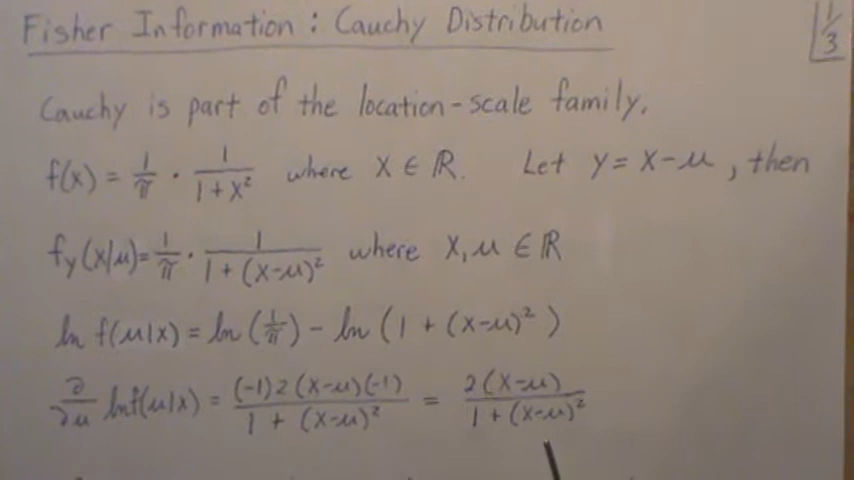 Fisher Information : Cauchy Distribution
1/3
Cauchy is part of the location-scale family.
f(x) = 1/π · 1/(1+x²) where x ∈ ℝ. Let y = x-μ, then
f_y(x|μ) = 1/π · 1/(1+(x-μ)²) where x, μ ∈ ℝ
ln f(μ|x) = ln(1/π) - ln(1 + (x-μ)²)
∂/∂μ ln f(μ|x) = (-1)2(x-μ)(-1)/(1 + (x-μ)²) = 2(x-μ)/(1+(x-μ)²)